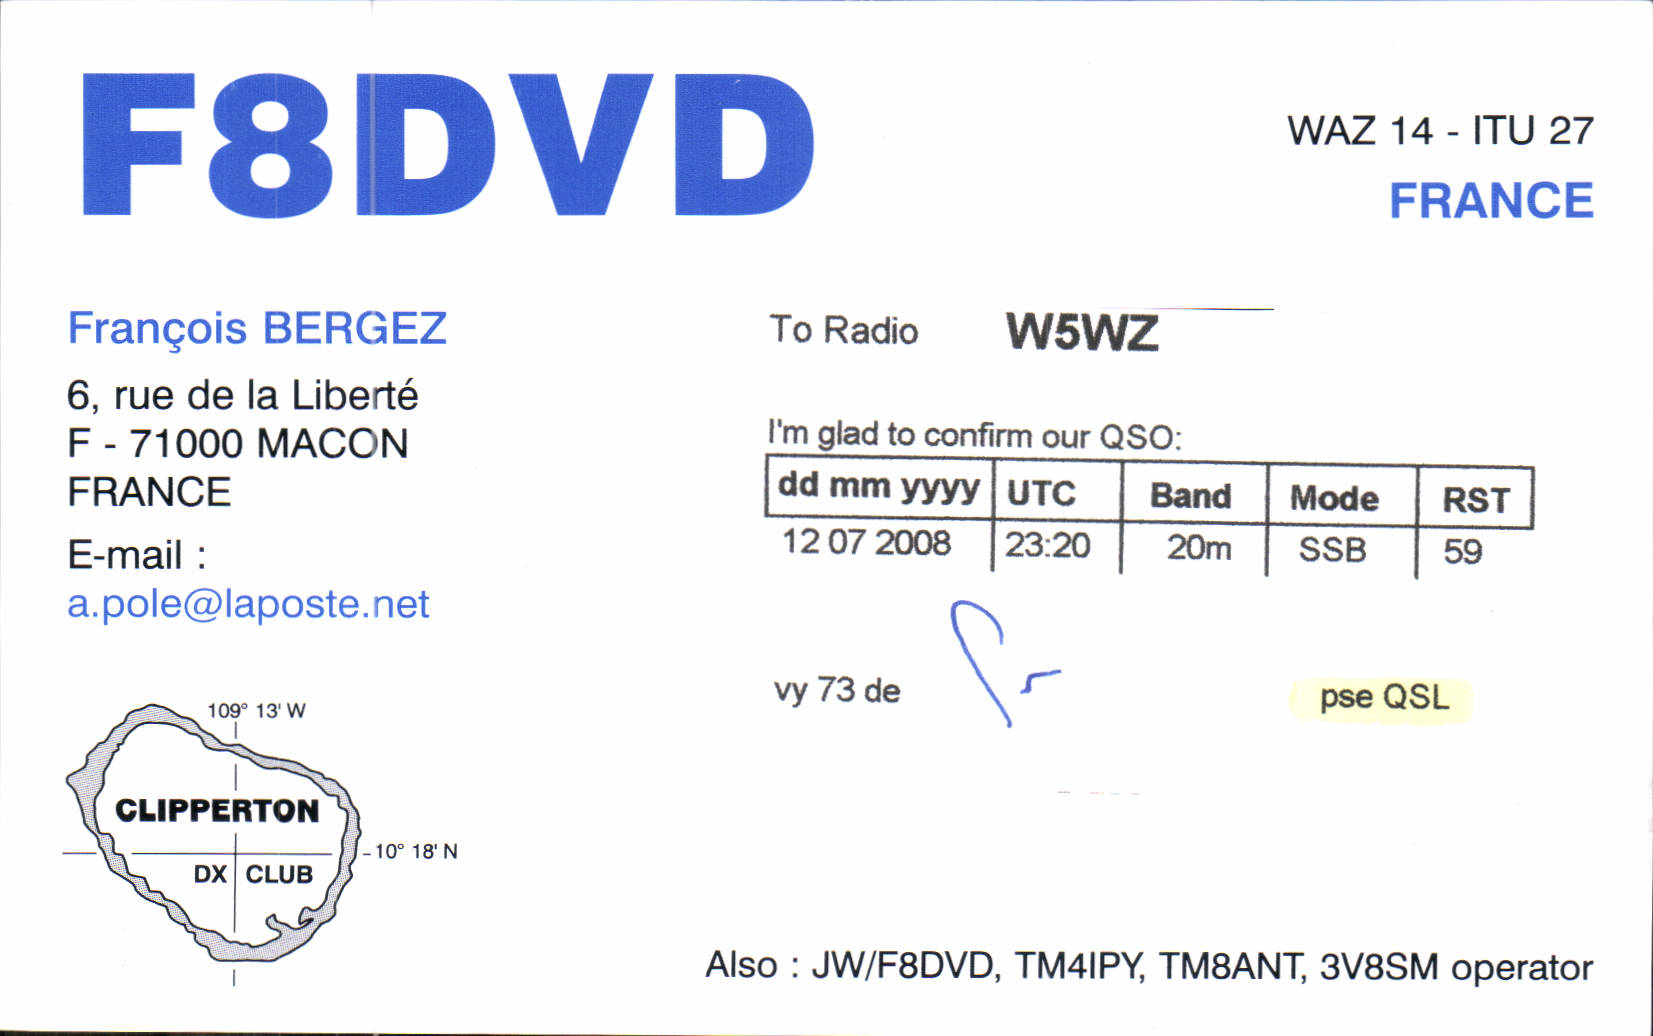 F8DVD
WAZ 14 - ITU 27
FRANCE
François BERGEZ
6, rue de la Liberté
F - 71000 MACON
FRANCE
E-mail :
a.pole@laposte.net
To Radio W5WZ
I'm glad to confirm our QSO:
dd mm yyyy UTC Band Mode RST
12 07 2008 23:20 20m SSB 59
vy 73 de
pse QSL
109° 13' W
CLIPPERTON
10° 18' N
DX CLUB
Also : JW/F8DVD, TM4IPY, TM8ANT, 3V8SM operator